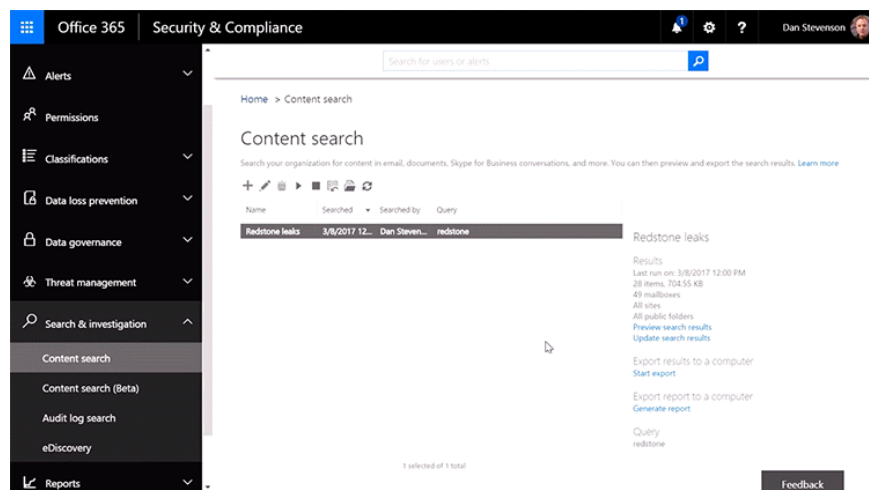 Office 365 Security & Compliance 1 ? Dan Stevenson
Alerts
Permissions
Classifications
Data loss prevention
Data governance
Threat management
Search & investigation
Content search
Content search (Beta)
Audit log search
eDiscovery
Reports
Search for users or alerts
Home > Content search
Content search
Search your organization for content in email, documents, Skype for Business conversations, and more. You can then preview and export the search results. Learn more
Name Searched Searched by Query
Redstone leaks 3/8/2017 12... Dan Steven... redstone
1 selected of 1 total
Redstone leaks
Results
Last run on: 3/8/2017 12:00 PM
28 items, 704.55 KB
49 mailboxes
All sites
All public folders
Preview search results
Update search results
Export results to a computer
Start export
Export report to a computer
Generate report
Query
redstone
Feedback